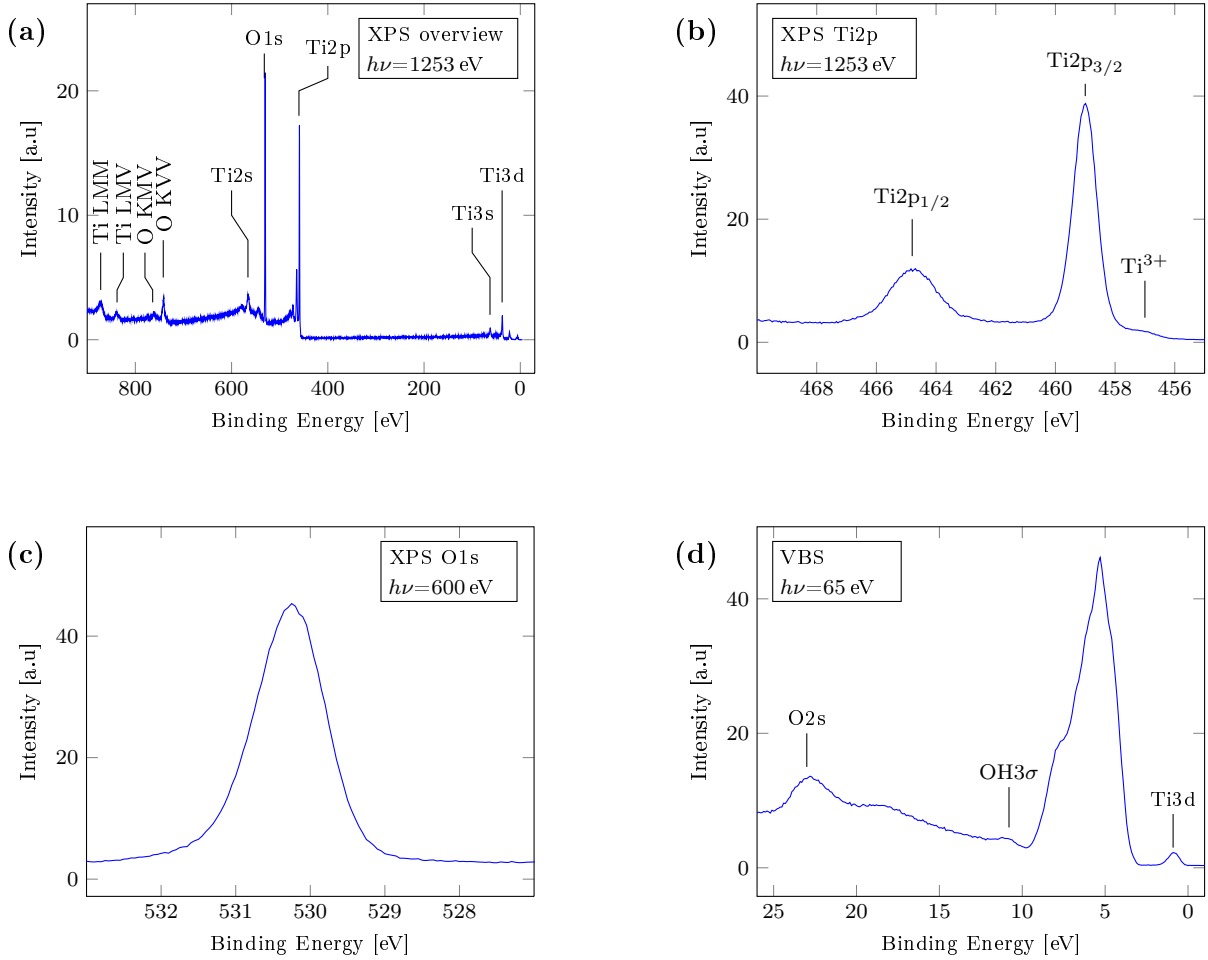 (a)
XPS overview
hν=1253 eV
O1s
Ti2p
Ti LMM
Ti LMV
O KMV
O KVV
Ti2s
Ti3s
Ti3d
20
10
0
Intensity [a.u]
800 600 400 200 0
Binding Energy [eV]
(b)
XPS Ti2p
hν=1253 eV
Ti2p3/2
Ti2p1/2
Ti3+
40
20
0
Intensity [a.u]
468 466 464 462 460 458 456
Binding Energy [eV]
(c)
XPS O1s
hν=600 eV
40
20
0
Intensity [a.u]
532 531 530 529 528
Binding Energy [eV]
(d)
VBS
hν=65 eV
O2s
OH3σ
Ti3d
40
20
0
Intensity [a.u]
25 20 15 10 5 0
Binding Energy [eV]